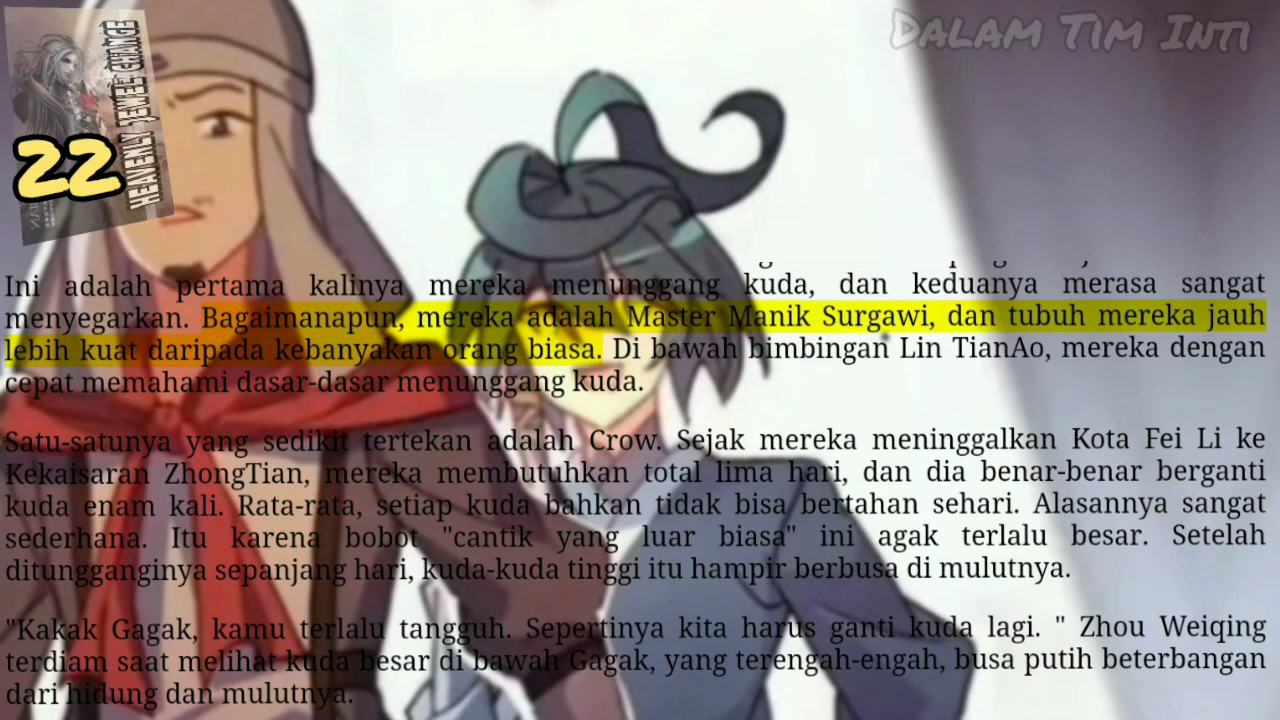 Dalam Tim Inti
HEAVENLY JEWEL CHANGE
22
Ini adalah pertama kalinya mereka menunggang kuda, dan keduanya merasa sangat
menyegarkan. Bagaimanapun, mereka adalah Master Manik Surgawi, dan tubuh mereka jauh
lebih kuat daripada kebanyakan orang biasa. Di bawah bimbingan Lin TianAo, mereka dengan
cepat memahami dasar-dasar menunggang kuda.
Satu-satunya yang sedikit tertekan adalah Crow. Sejak mereka meninggalkan Kota Fei Li ke
Kekaisaran ZhongTian, mereka membutuhkan total lima hari, dan dia benar-benar berganti
kuda enam kali. Rata-rata, setiap kuda bahkan tidak bisa bertahan sehari. Alasannya sangat
sederhana. Itu karena bobot "cantik yang luar biasa" ini agak terlalu besar. Setelah
ditungganginya sepanjang hari, kuda-kuda tinggi itu hampir berbusa di mulutnya.
"Kakak Gagak, kamu terlalu tangguh. Sepertinya kita harus ganti kuda lagi. " Zhou Weiqing
terdiam saat melihat kuda besar di bawah Gagak, yang terengah-engah, busa putih beterbangan
dari hidung dan mulutnya.